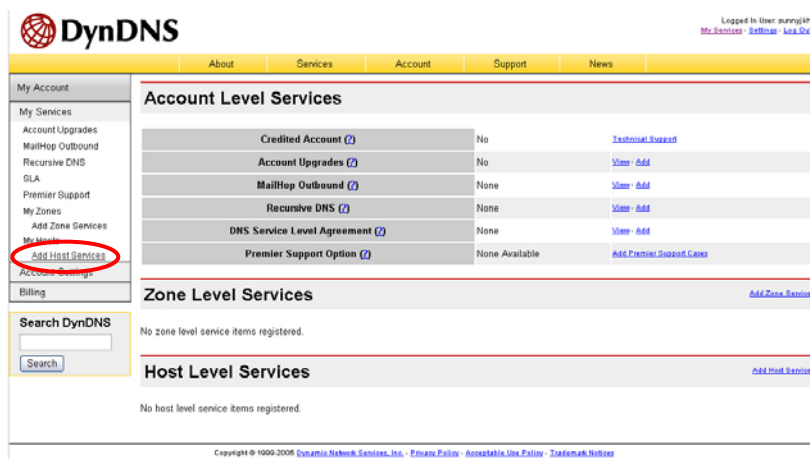 DynDNS
Logged In User: sunnyjkh
My Services - Settings - Log Out
About Services Account Support News
My Account
My Services
Account Upgrades
MailHop Outbound
Recursive DNS
SLA
Premier Support
My Zones
Add Zone Services
My Hosts
Add Host Services
Account Settings
Billing
Search DynDNS
Search
Account Level Services
Credited Account (?) No Technical Support
Account Upgrades (?) No View - Add
MailHop Outbound (?) None View - Add
Recursive DNS (?) None View - Add
DNS Service Level Agreement (?) None View - Add
Premier Support Option (?) None Available Add Premier Support Cases
Zone Level Services Add Zone Service
No zone level service items registered.
Host Level Services Add Host Service
No host level service items registered.
Copyright © 1999-2006 Dynamic Network Services, Inc. - Privacy Policy - Acceptable Use Policy - Trademark Notices